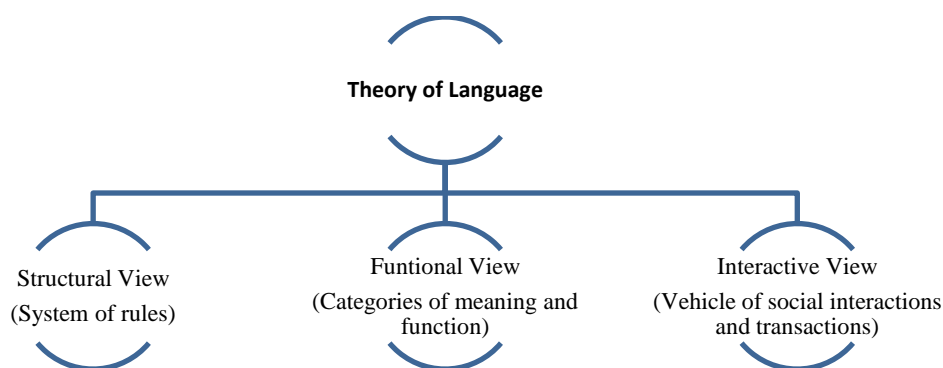 Theory of Language
Structural View
(System of rules)
Funtional View
(Categories of meaning and
function)
Interactive View
(Vehicle of social interactions
and transactions)